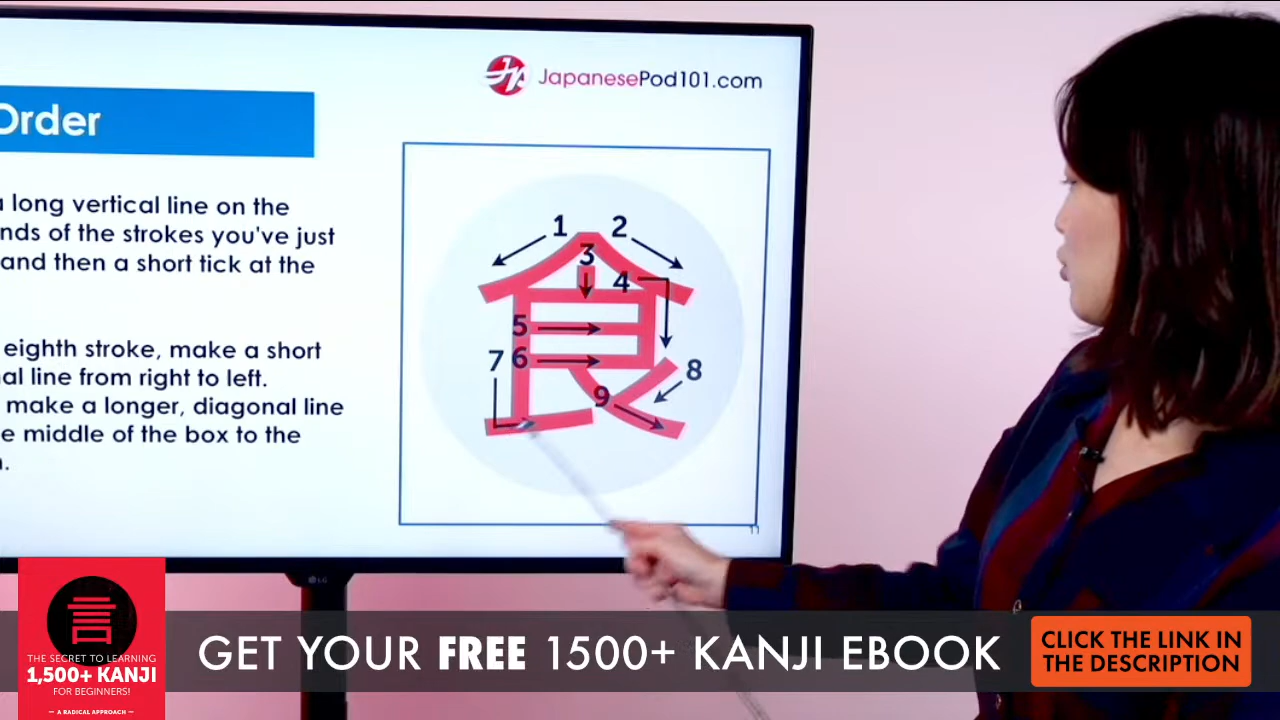 JapanesePod101.com
Order
a long vertical line on the
nds of the strokes you've just
and then a short tick at the
eighth stroke, make a short
al line from right to left.
make a longer, diagonal line
e middle of the box to the
1
2
3
4
5
6
7
8
9
食
11
LG
言
THE SECRET TO LEARNING
1,500+ KANJI
FOR BEGINNERS!
— A RADICAL APPROACH —
GET YOUR FREE 1500+ KANJI EBOOK
CLICK THE LINK IN
THE DESCRIPTION